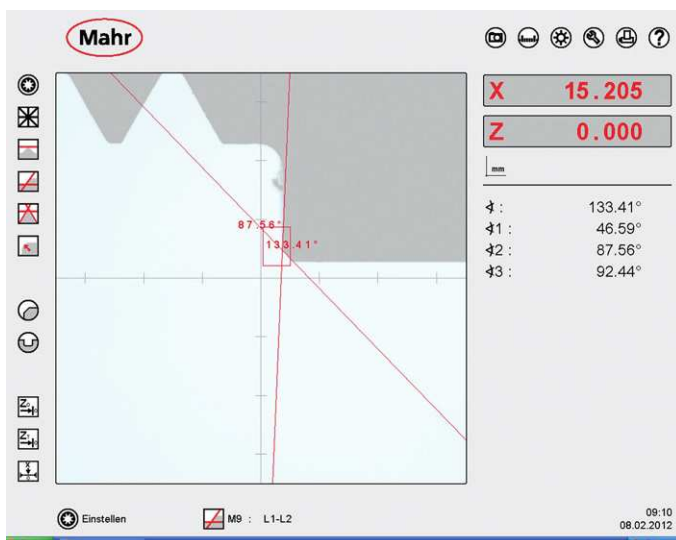 Mahr
X 15.205
Z 0.000
mm
∢ : 133.41°
∢1 : 46.59°
∢2 : 87.56°
∢3 : 92.44°
87.56°
133.41°
Einstellen
M9 : L1-L2
09:10
08.02.2012